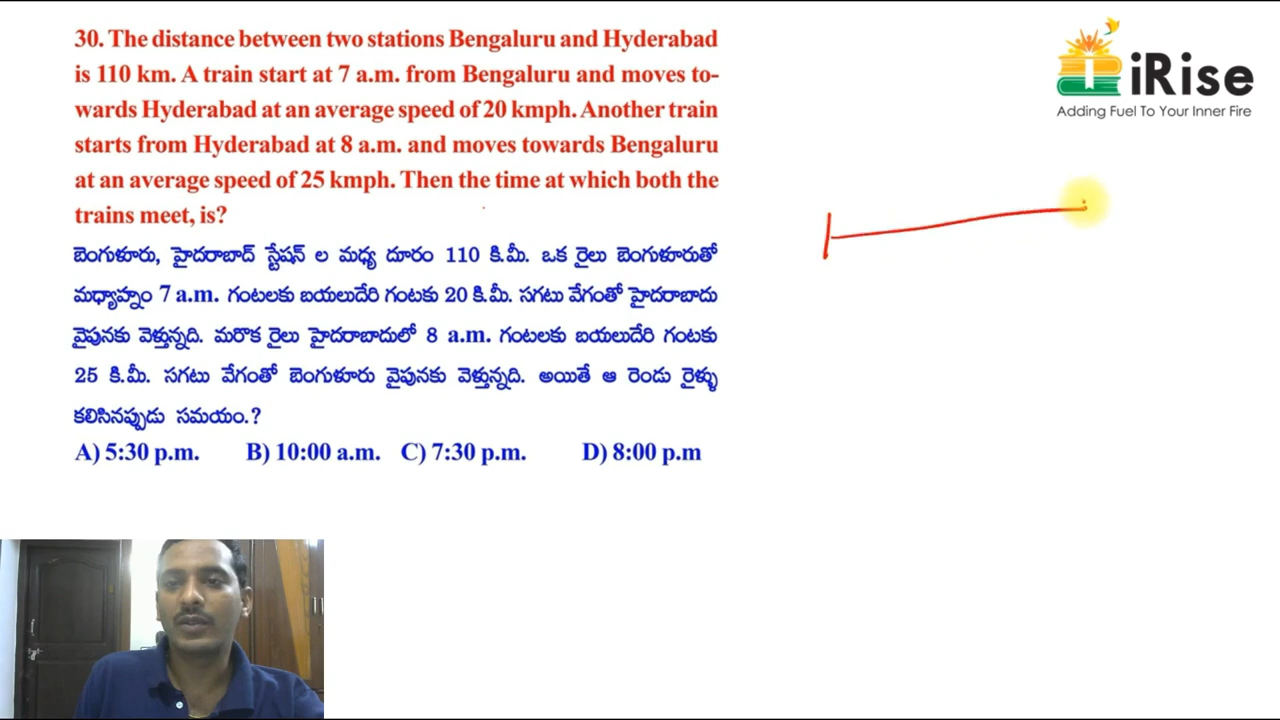 30. The distance between two stations Bengaluru and Hyderabad
is 110 km. A train start at 7 a.m. from Bengaluru and moves to-
wards Hyderabad at an average speed of 20 kmph. Another train
starts from Hyderabad at 8 a.m. and moves towards Bengaluru
at an average speed of 25 kmph. Then the time at which both the
trains meet, is?
బెంగుళూరు, హైదరాబాద్ స్టేషన్ ల మధ్య దూరం 110 కి.మీ. ఒక రైలు బెంగుళూరుతో
మధ్యాహ్నం 7 a.m. గంటలకు బయలుదేరి గంటకు 20 కి.మీ. సగటు వేగంతో హైదరాబాదు
వైపునకు వెళ్తున్నది. మరొక రైలు హైదరాబాదులో 8 a.m. గంటలకు బయలుదేరి గంటకు
25 కి.మీ. సగటు వేగంతో బెంగుళూరు వైపునకు వెళ్తున్నది. అయితే ఆ రెండు రైళ్ళు
కలిసినప్పుడు సమయం.?
A) 5:30 p.m. B) 10:00 a.m. C) 7:30 p.m. D) 8:00 p.m
iRise
Adding Fuel To Your Inner Fire